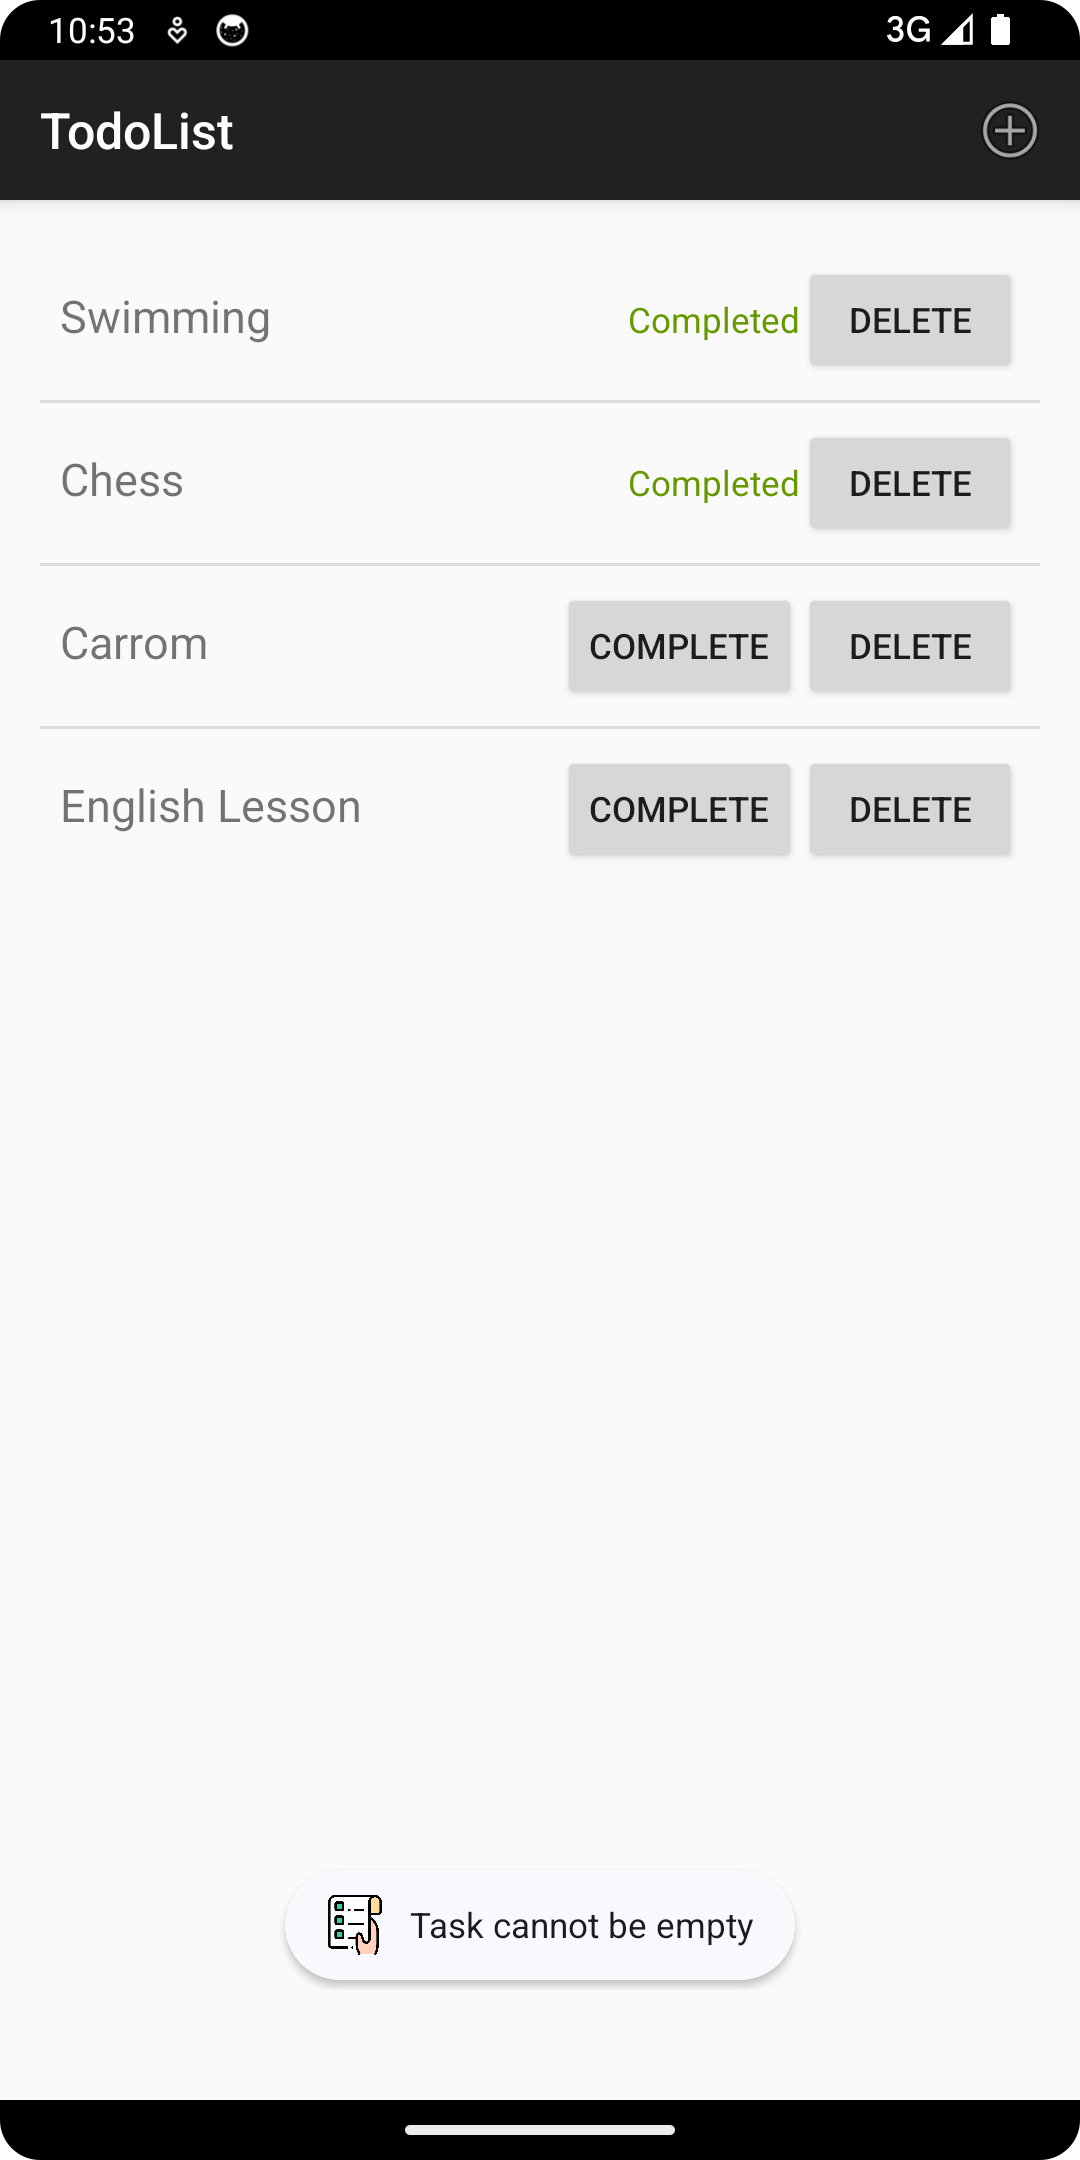 10:53 3G
TodoList
Swimming Completed DELETE
Chess Completed DELETE
Carrom COMPLETE DELETE
English Lesson COMPLETE DELETE
Task cannot be empty